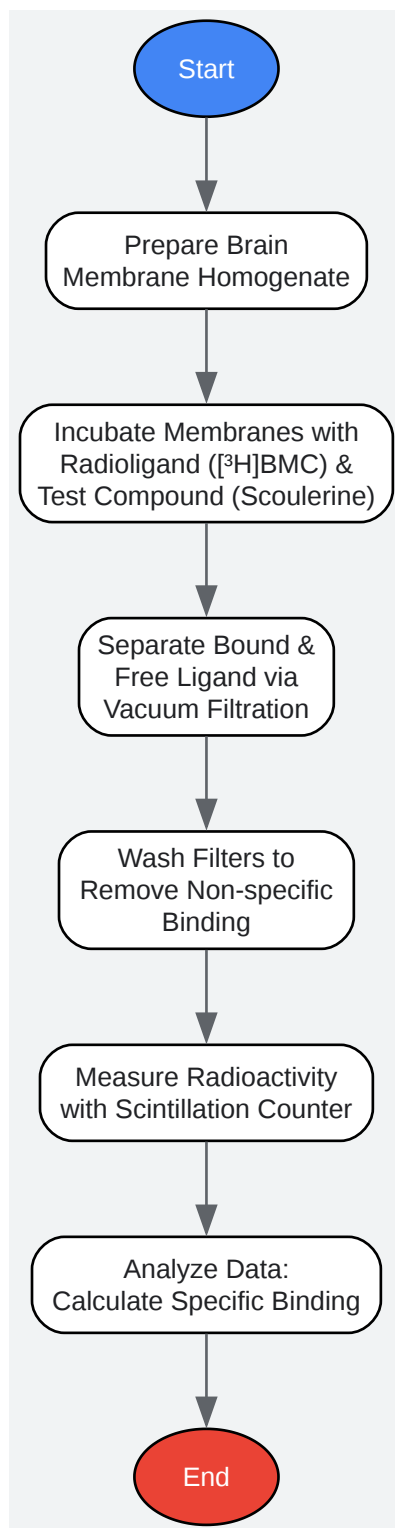 Start
Prepare Brain
Membrane Homogenate
Incubate Membranes with
Radioligand ([³H]BMC) &
Test Compound (Scoulerine)
Separate Bound &
Free Ligand via
Vacuum Filtration
Wash Filters to
Remove Non-specific
Binding
Measure Radioactivity
with Scintillation Counter
Analyze Data:
Calculate Specific Binding
End